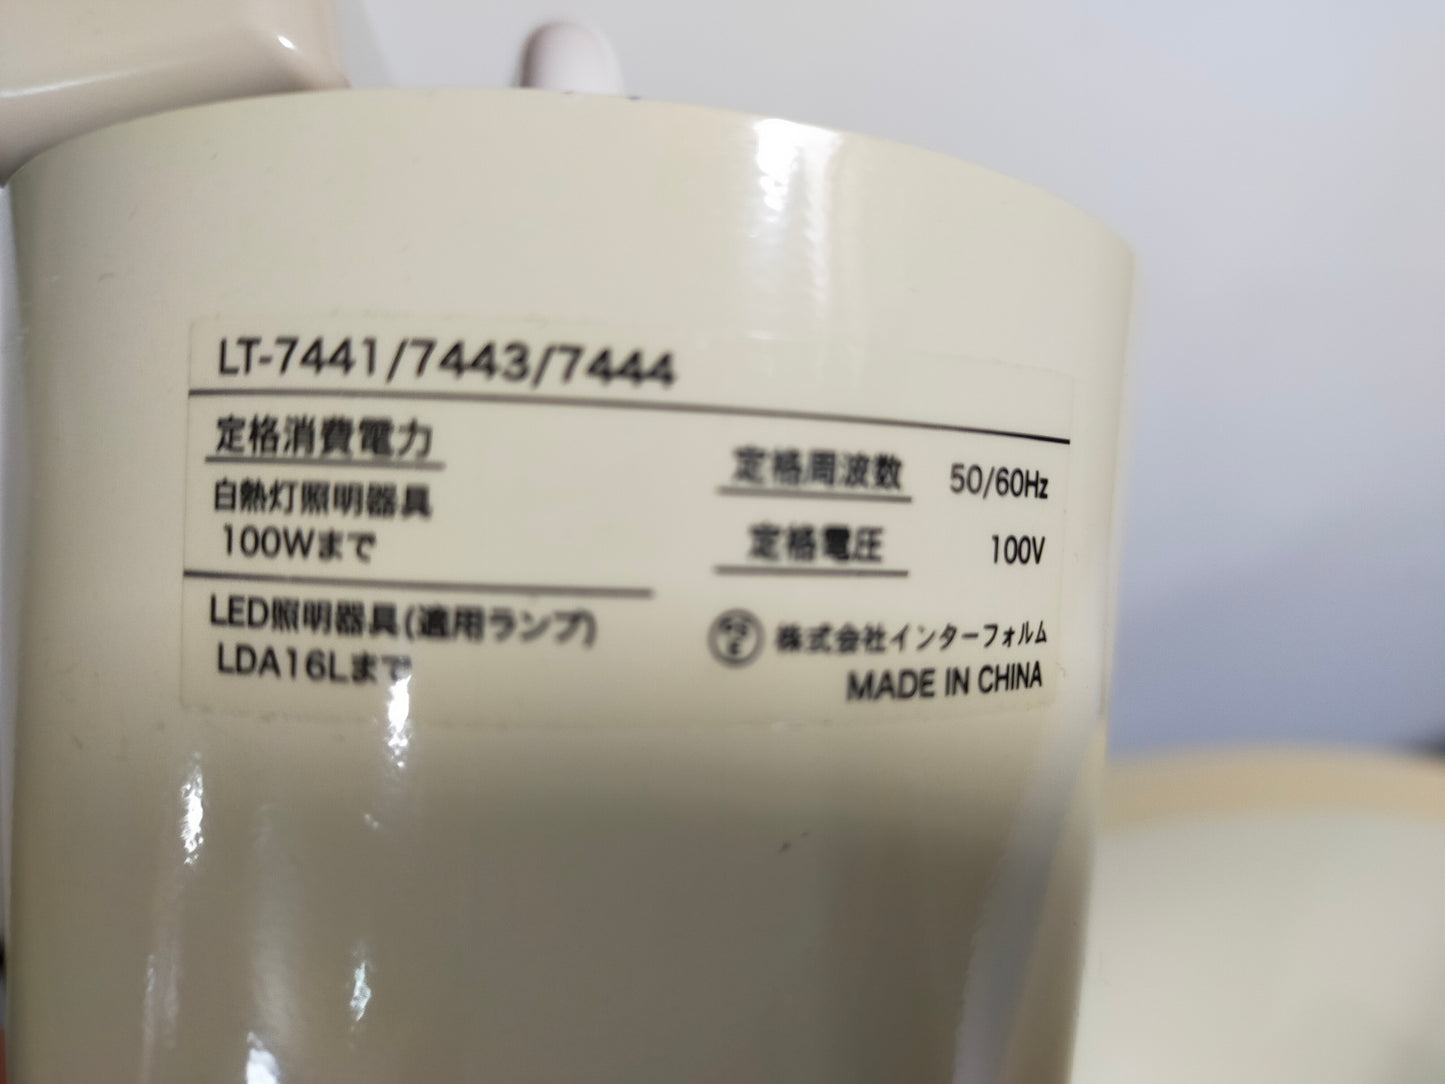 LT-7441/7443/7444
定格消費電力
白熱灯照明器具
100Wまで
LED照明器具(適用ランプ)
LDA16Lまで
定格周波数 50/60Hz
定格電圧 100V
株式会社インターフォルム
MADE IN CHINA